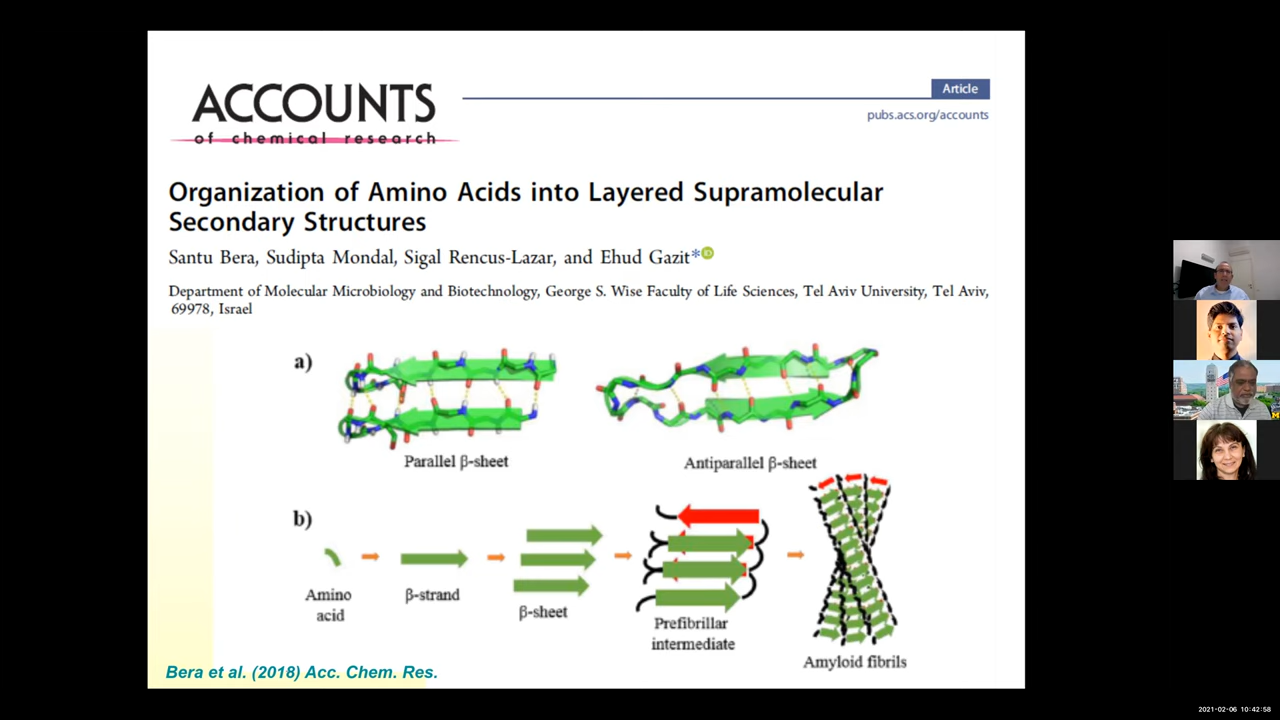 ACCOUNTS
of chemical research
Article
pubs.acs.org/accounts
Organization of Amino Acids into Layered Supramolecular
Secondary Structures
Santu Bera, Sudipta Mondal, Sigal Rencus-Lazar, and Ehud Gazit*iD
Department of Molecular Microbiology and Biotechnology, George S. Wise Faculty of Life Sciences, Tel Aviv University, Tel Aviv,
69978, Israel
a)
Parallel β-sheet
Antiparallel β-sheet
b)
Amino
acid
β-strand
β-sheet
Prefibrillar
intermediate
Amyloid fibrils
Bera et al. (2018) Acc. Chem. Res.
M
2021-02-06 10:42:58